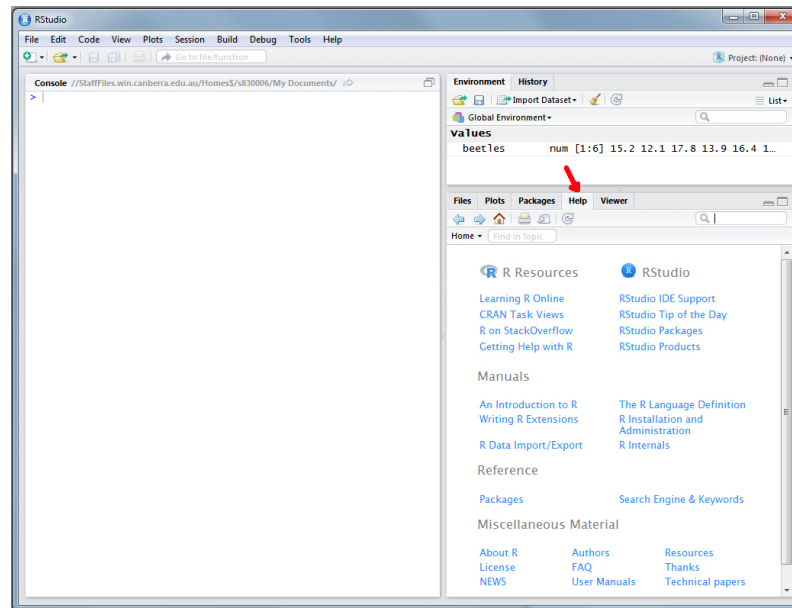 RStudio
File Edit Code View Plots Session Build Debug Tools Help
Go to file/function
Project: (None)
Console //StaffFiles.win.canberra.edu.au/Homes$/s830006/My Documents/
>
Environment History
Import Dataset List
Global Environment
Values
beetles num [1:6] 15.2 12.1 17.8 13.9 16.4 1…
Files Plots Packages Help Viewer
Home Find in Topic
R Resources
Learning R Online
CRAN Task Views
R on StackOverflow
Getting Help with R
RStudio
RStudio IDE Support
RStudio Tip of the Day
RStudio Packages
RStudio Products
Manuals
An Introduction to R The R Language Definition
Writing R Extensions R Installation and
Administration
R Data Import/Export R Internals
Reference
Packages Search Engine & Keywords
Miscellaneous Material
About R Authors Resources
License FAQ Thanks
NEWS User Manuals Technical papers